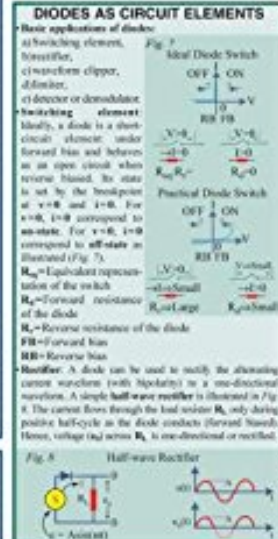 DIODES AS CIRCUIT ELEMENTS
•Basic applications of diodes:
a) Switching element,
b) rectifier,
c) waveform clipper,
d) limiter,
e) detector or demodulator.
•Switching element:
Ideally, a diode is a short-
circuit element under
forward bias and behaves
as an open circuit when
reverse biased. Its state
is set by the breakpoint
at v=0 and i=0. For
v=0, i>0 correspond to
on-state. For v<0, i=0
correspond to off-state as
illustrated (Fig. 7).
=Equivalent represen-
tation of the switch
=Forward resistance
of the diode
=Reverse resistance of the diode
FB=Forward bias
RB=Reverse bias
Fig. 7
Ideal Diode Switch
OFF ON
0 V
RB FB
Practical Diode Switch
OFF ON
V
0
RB FB
•Rectifier: A diode can be used to rectify the alternating
current waveform (with bipolarity) to a one-directional
waveform. A simple half-wave rectifier is illustrated in Fig.
8. The current flows through the load resistor only during
positive half-cycle as the diode conducts (forward biased).
Hence, voltage across is one-directional or rectified.
Fig. 8 Half-wave Rectifier